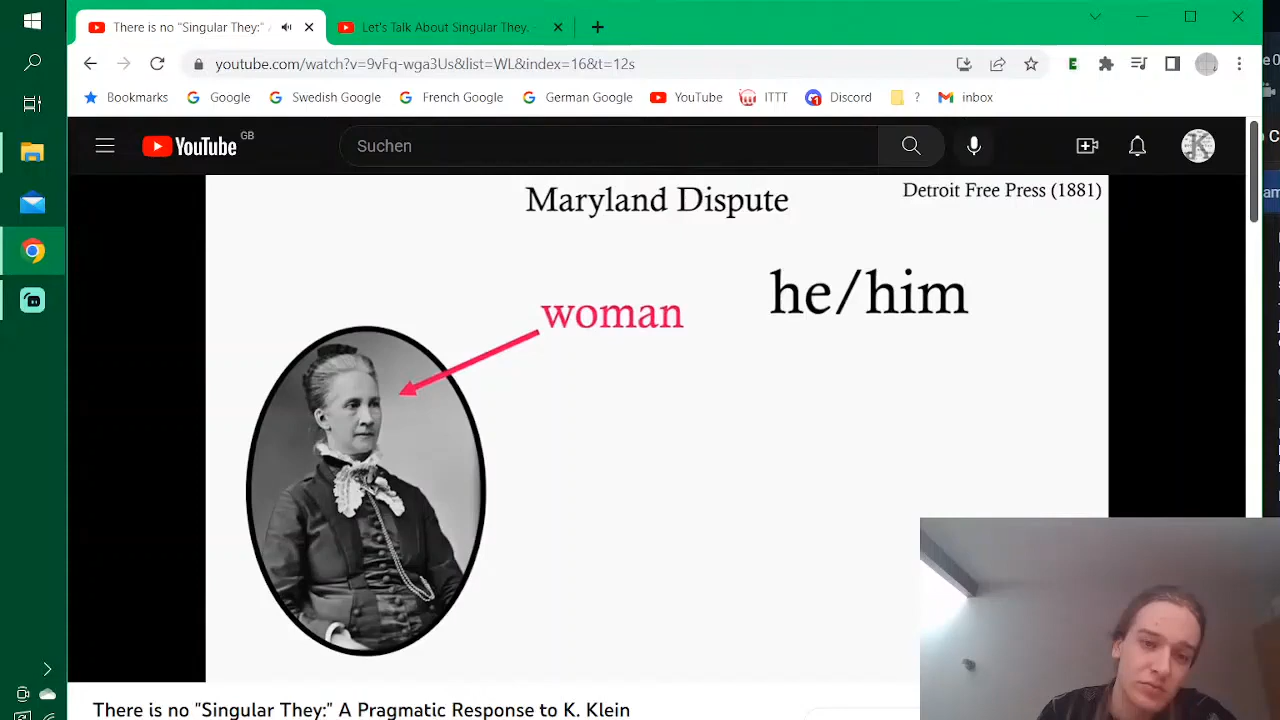 There is no "Singular They:"
Let's Talk About Singular They.
youtube.com/watch?v=9vFq-wga3Us&list=WL&index=16&t=12s
Bookmarks Google Swedish Google French Google German Google YouTube ITTT Discord ? inbox
YouTube GB
Suchen
Maryland Dispute
Detroit Free Press (1881)
he/him
woman
There is no "Singular They:" A Pragmatic Response to K. Klein